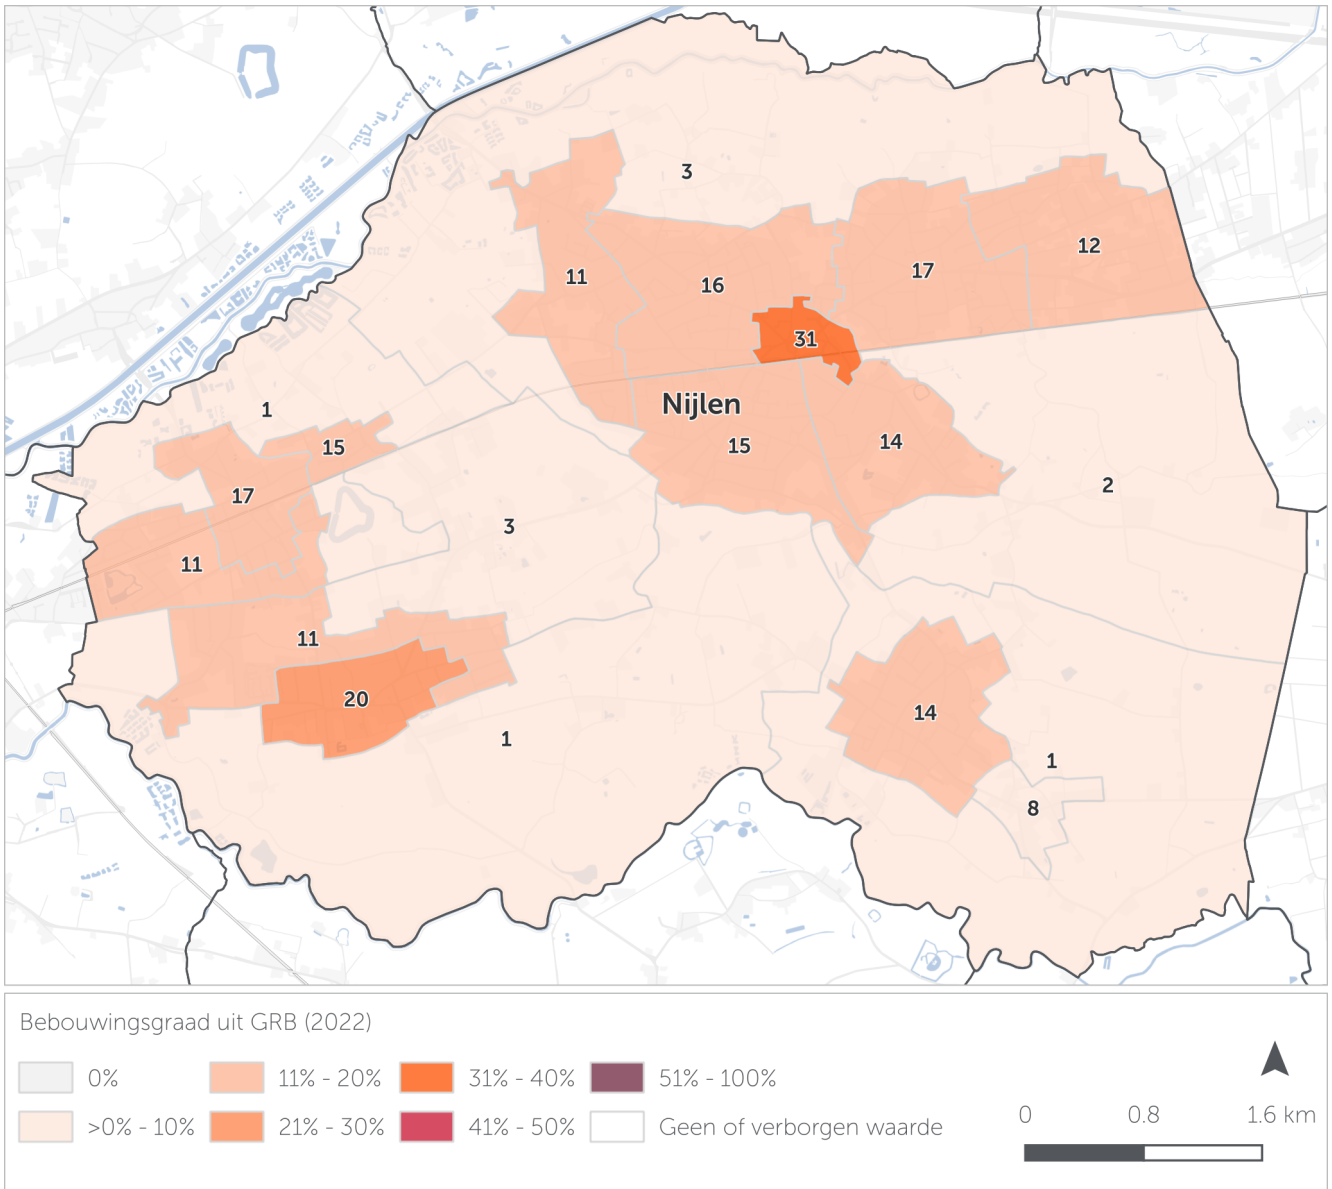 3
12
17
11
16
31
Nijlen
1
15
15
14
17
2
3
11
11
20
14
1
1
8
Bebouwingsgraad uit GRB (2022)
0%
11% - 20%
31% - 40%
51% - 100%
>0% - 10%
21% - 30%
41% - 50%
Geen of verborgen waarde
0 0.8 1.6 km